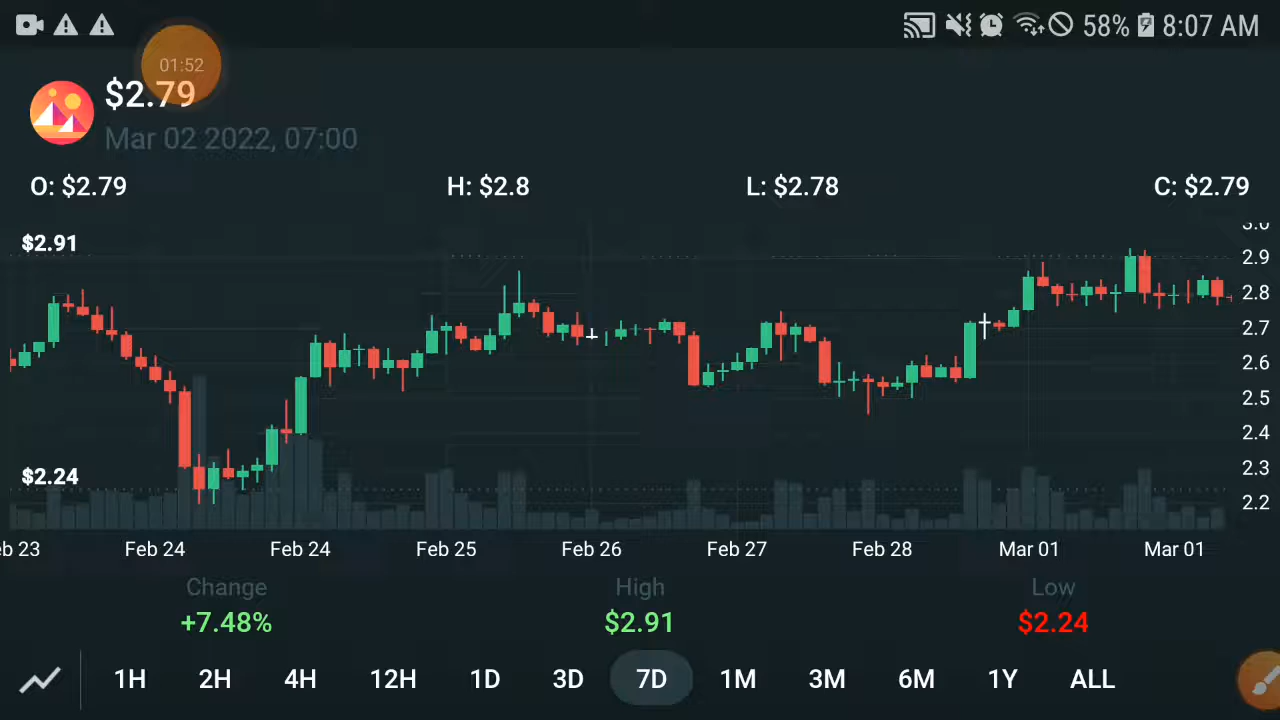 58% 8:07 AM
01:52
$2.79
Mar 02 2022, 07:00
O: $2.79 H: $2.8 L: $2.78 C: $2.79
$2.91
3.0
2.9
2.8
2.7
2.6
2.5
2.4
$2.24
2.3
2.2
eb 23 Feb 24 Feb 24 Feb 25 Feb 26 Feb 27 Feb 28 Mar 01 Mar 01
Change High Low
+7.48% $2.91 $2.24
1H 2H 4H 12H 1D 3D 7D 1M 3M 6M 1Y ALL